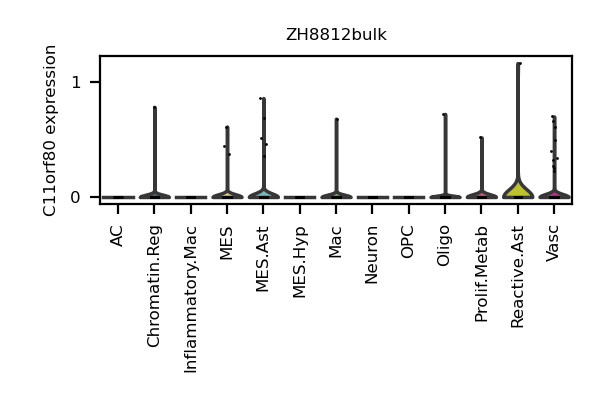 ZH8812bulk
C11orf80 expression
1
0
AC
Chromatin.Reg
Inflammatory.Mac
MES
MES.Ast
MES.Hyp
Mac
Neuron
OPC
Oligo
Prolif.Metab
Reactive.Ast
Vasc